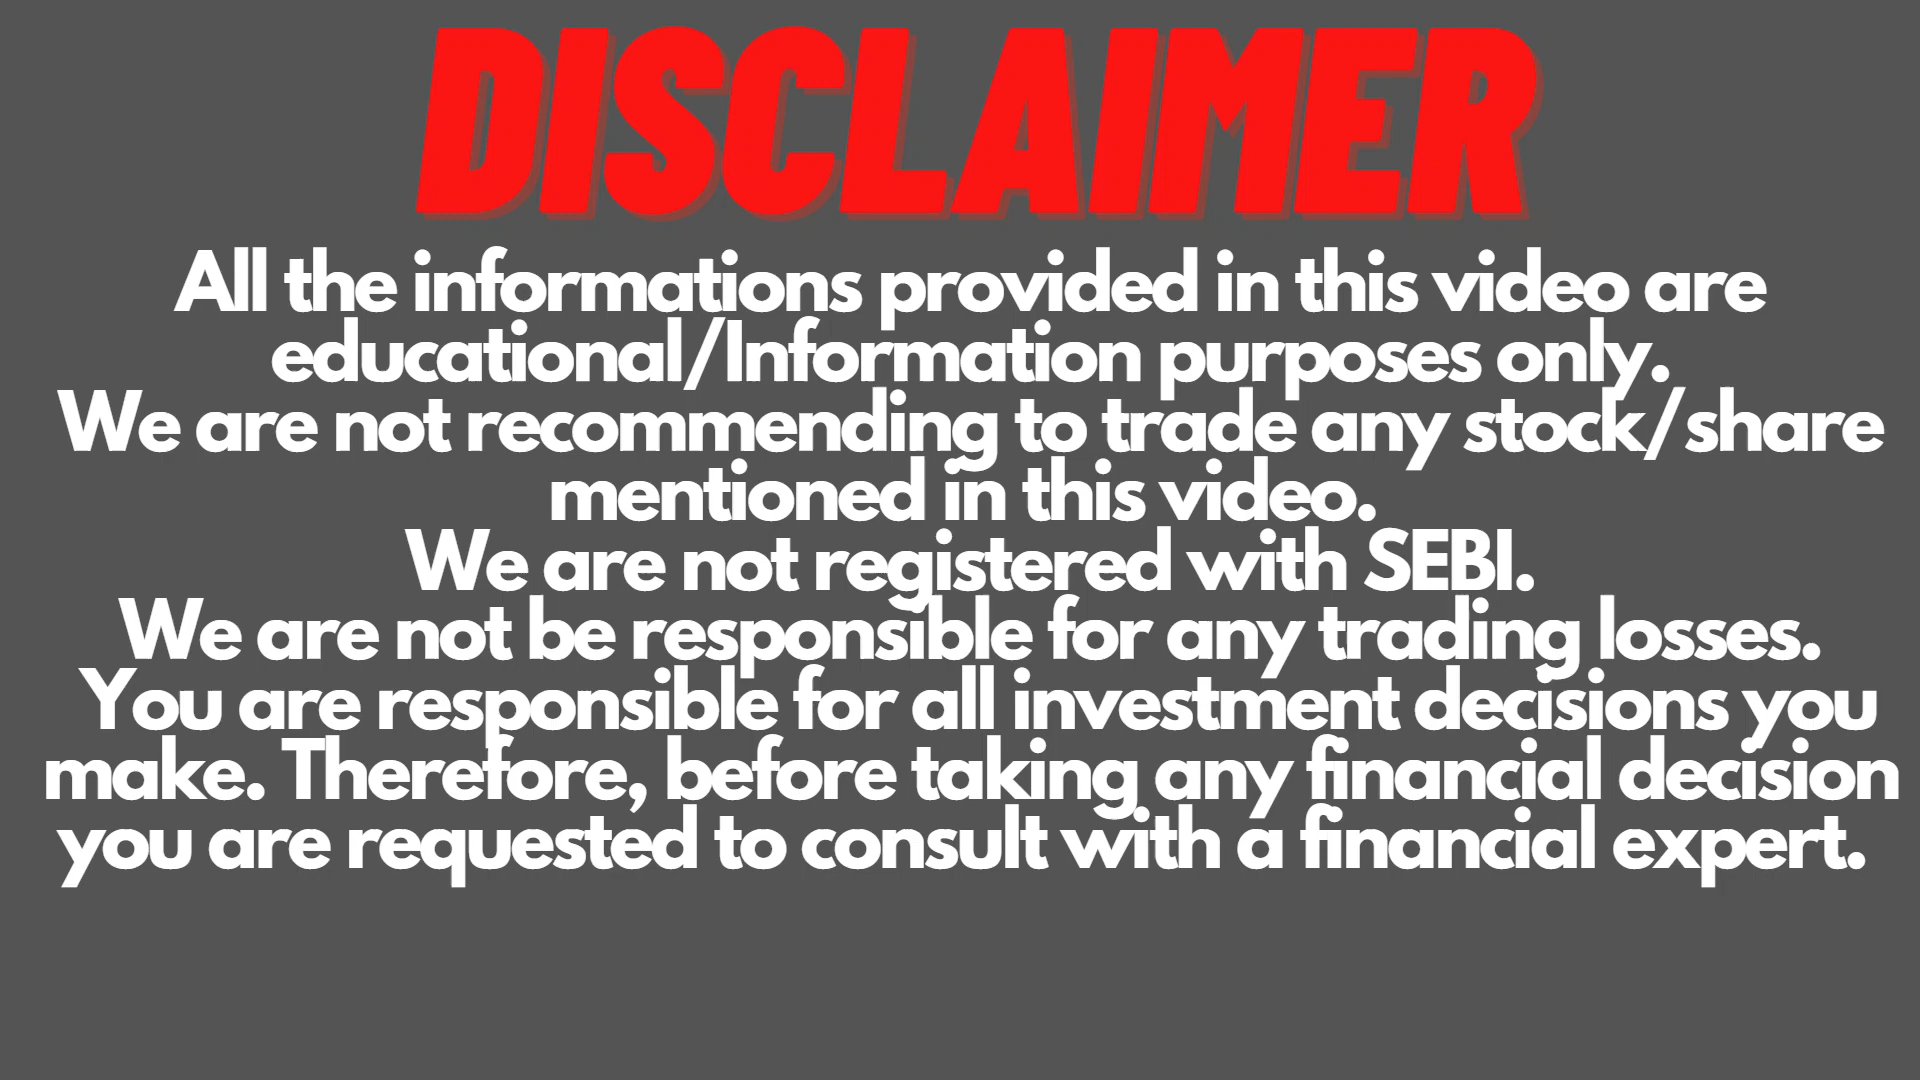 DISCLAIMER
All the informations provided in this video are
educational/Information purposes only.
We are not recommending to trade any stock/share
mentioned in this video.
We are not registered with SEBI.
We are not be responsible for any trading losses.
You are responsible for all investment decisions you
make. Therefore, before taking any financial decision
you are requested to consult with a financial expert.